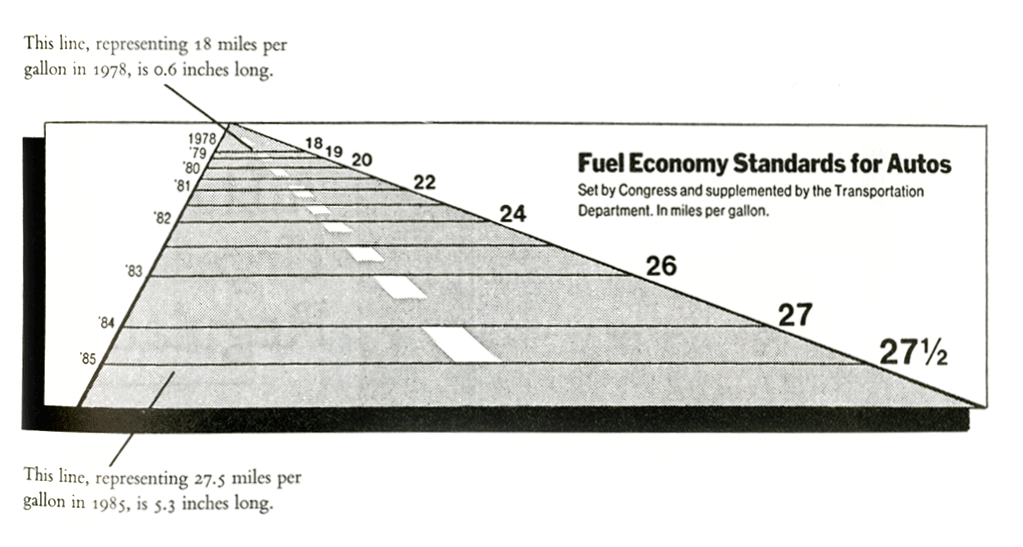 This line, representing 18 miles per
gallon in 1978, is 0.6 inches long.
1978
'79
'80
'81
'82
'83
'84
'85
18
19
20
22
24
26
27
27½
Fuel Economy Standards for Autos
Set by Congress and supplemented by the Transportation
Department. In miles per gallon.
This line, representing 27.5 miles per
gallon in 1985, is 5.3 inches long.